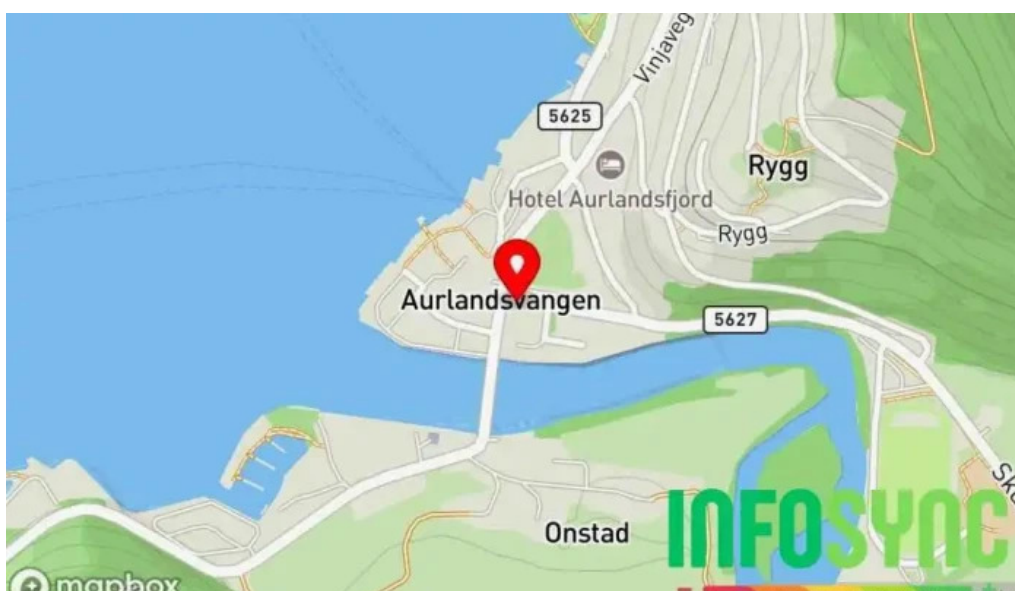 Vinjaveg
5625
Rygg
Hotel Aurlandsfjord
Rygg
Aurlandsvangen
5627
Onstad
INFOSYNC
mapbox